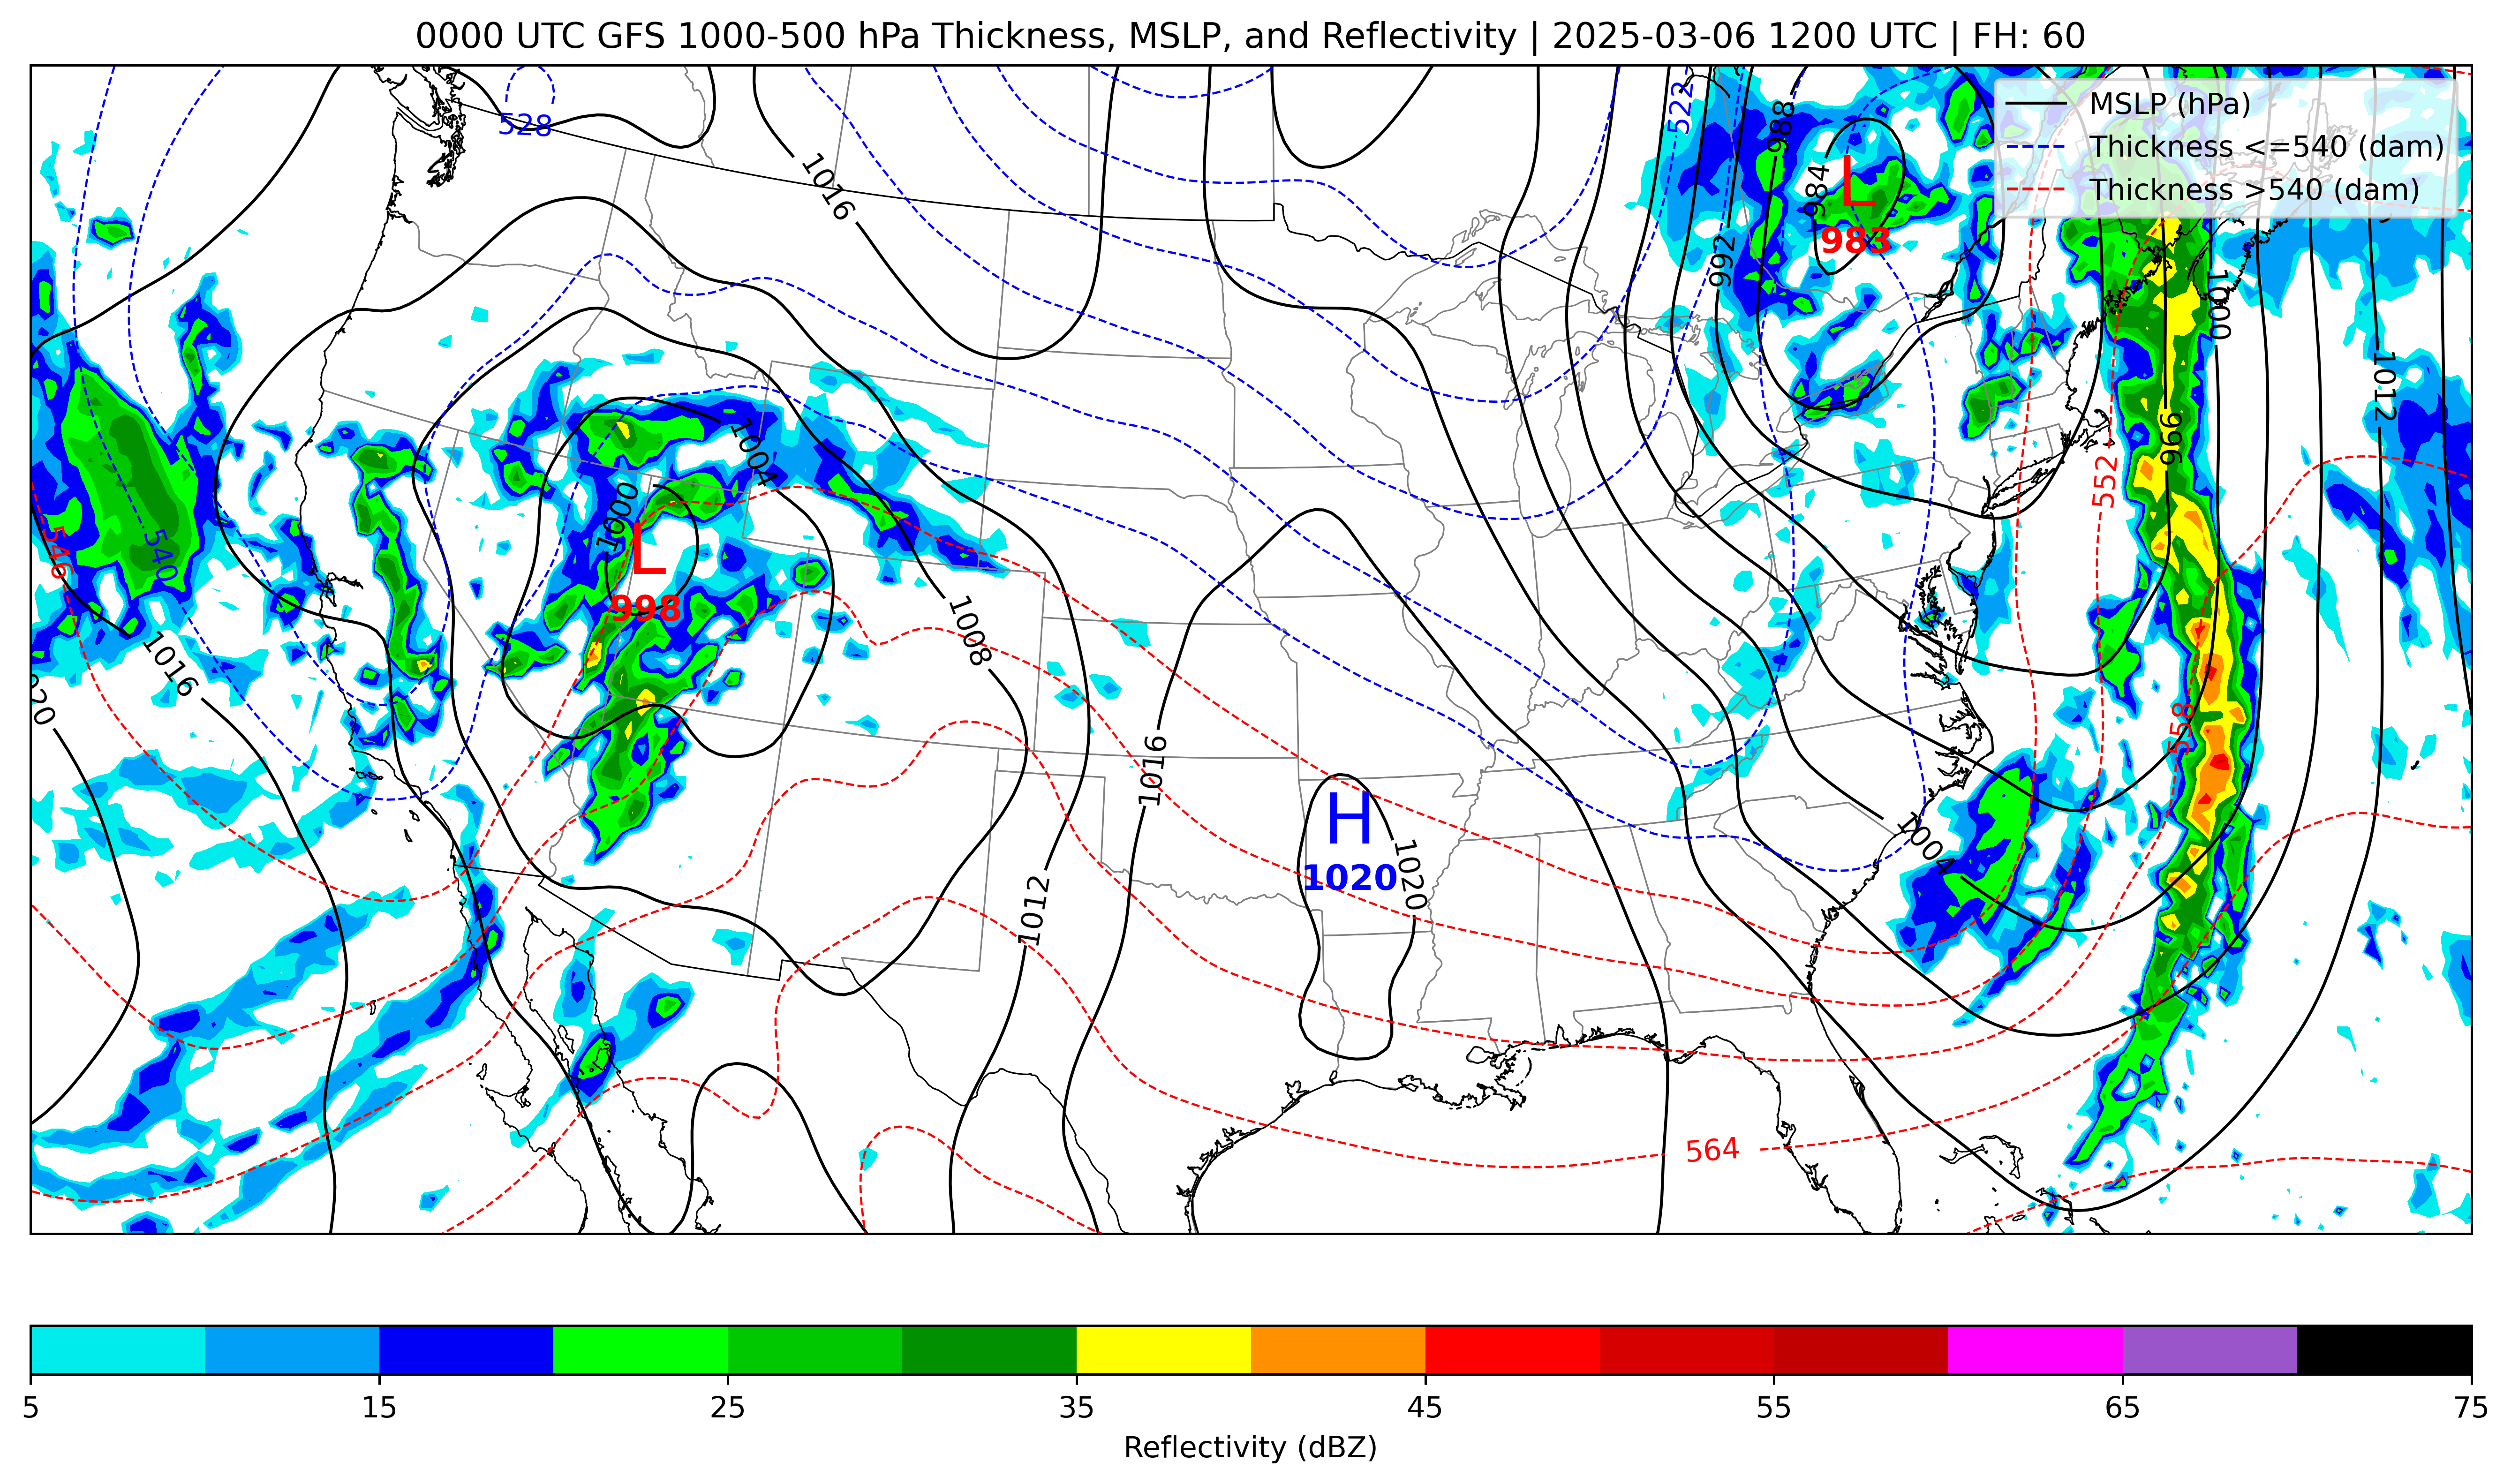 0000 UTC GFS 1000-500 hPa Thickness, MSLP, and Reflectivity | 2025-03-06 1200 UTC | FH: 60
MSLP (hPa)
Thickness <=540 (dam)
Thickness >540 (dam)
528
522
988
984
L
983
992
1016
1000
1012
996
1004
1000
L
998
552
546
540
1008
1016
1016
558
H
1020
1020
1004
1012
564
5 15 25 35 45 55 65 75
Reflectivity (dBZ)